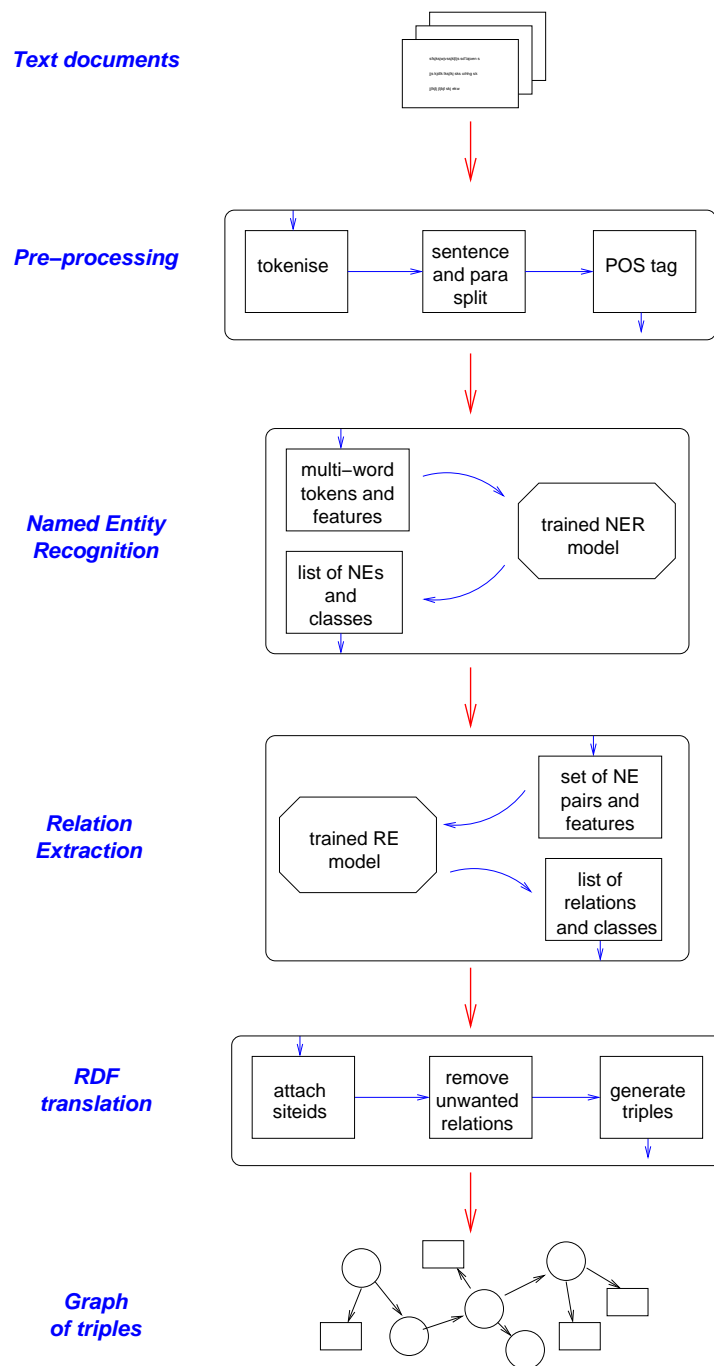 Text documents
Pre–processing
tokenise
sentence
and para
split
POS tag
Named Entity
Recognition
multi–word
tokens and
features
trained NER
model
list of NEs
and
classes
Relation
Extraction
set of NE
pairs and
features
trained RE
model
list of
relations
and classes
RDF
translation
attach
siteids
remove
unwanted
relations
generate
triples
Graph
of triples